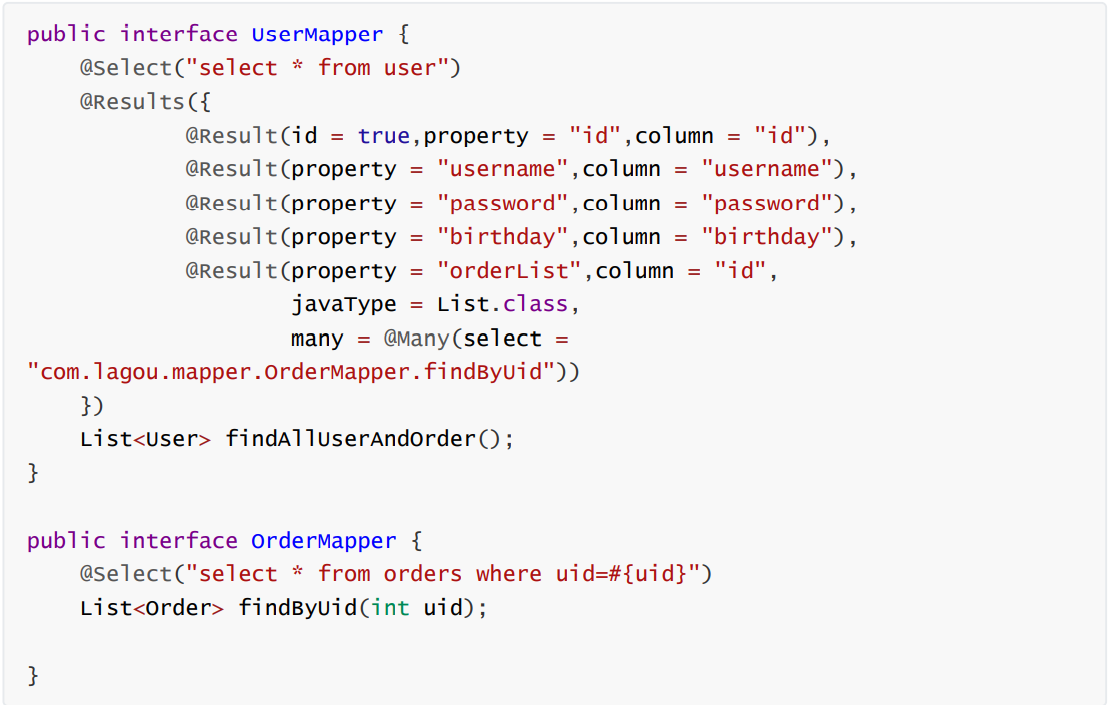 public interface UserMapper {
    @Select("select * from user")
    @Results({
            @Result(id = true,property = "id",column = "id"),
            @Result(property = "username",column = "username"),
            @Result(property = "password",column = "password"),
            @Result(property = "birthday",column = "birthday"),
            @Result(property = "orderList",column = "id",
                    javaType = List.class,
                    many = @Many(select =
"com.lagou.mapper.OrderMapper.findByUid"))
    })
    List<User> findAllUserAndOrder();
}

public interface OrderMapper {
    @Select("select * from orders where uid=#{uid}")
    List<Order> findByUid(int uid);

}